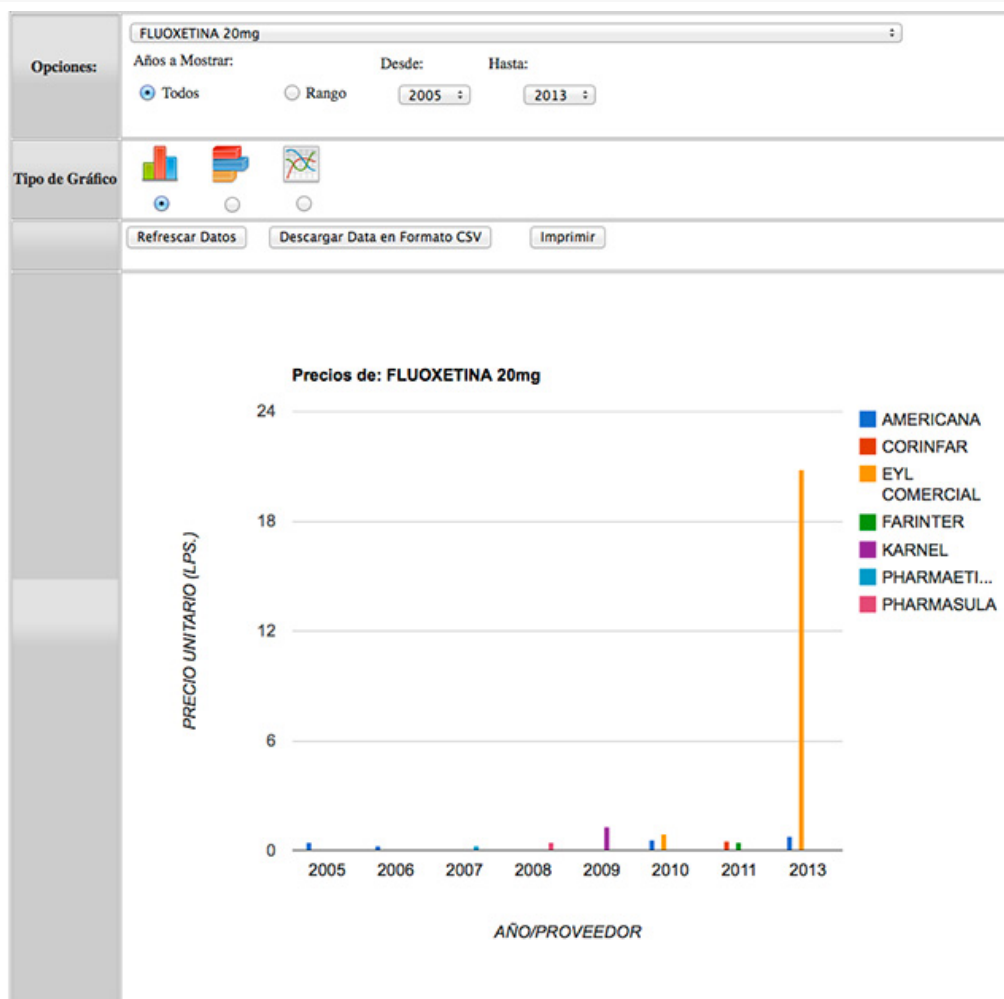 FLUOXETINA 20mg
Opciones:
Años a Mostrar:
Desde:
Hasta:
Todos
Rango
2005
2013
Tipo de Gráfico
Refrescar Datos
Descargar Data en Formato CSV
Imprimir
Precios de: FLUOXETINA 20mg
24
18
12
6
0
PRECIO UNITARIO (LPS.)
AMERICANA
CORINFAR
EYL
COMERCIAL
FARINTER
KARNEL
PHARMAETI...
PHARMASULA
2005 2006 2007 2008 2009 2010 2011 2013
AÑO/PROVEEDOR